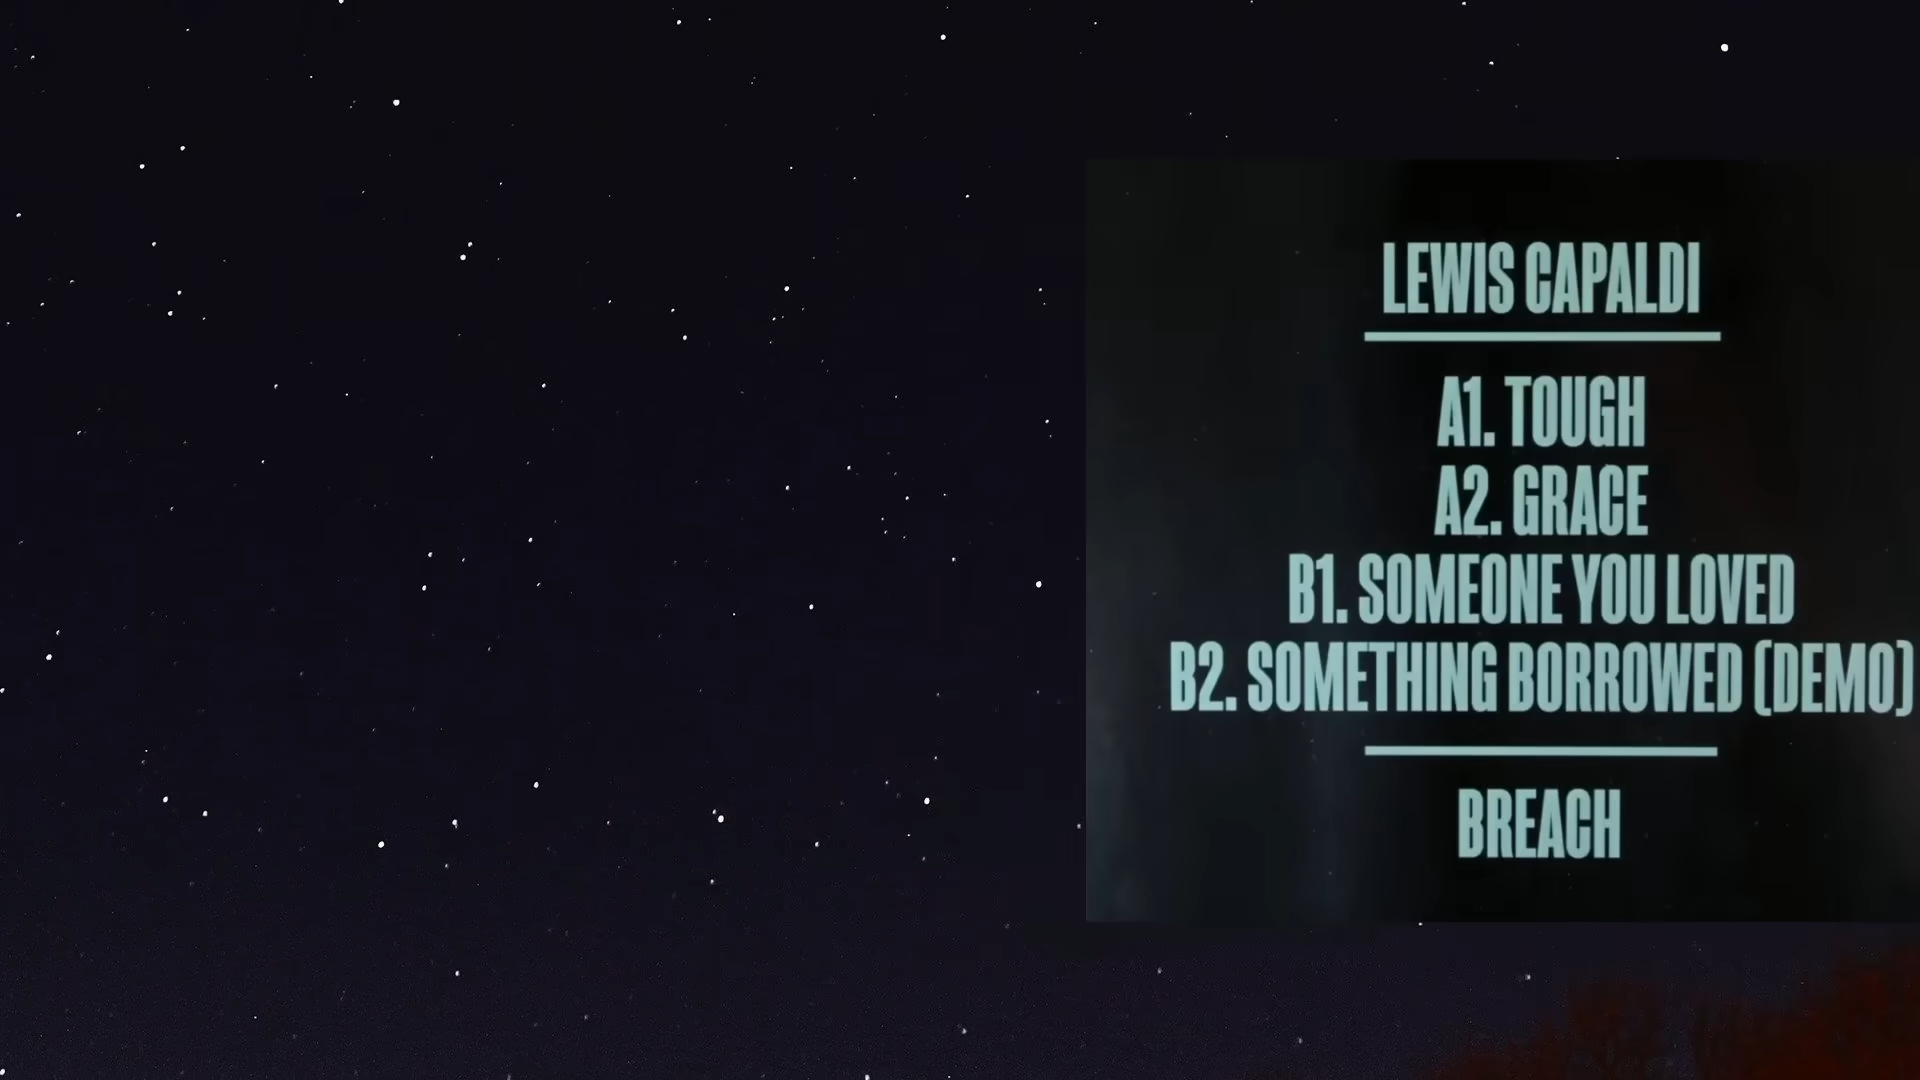 LEWIS CAPALDI
A1. TOUGH
A2. GRACE
B1. SOMEONE YOU LOVED
B2. SOMETHING BORROWED (DEMO)
BREACH